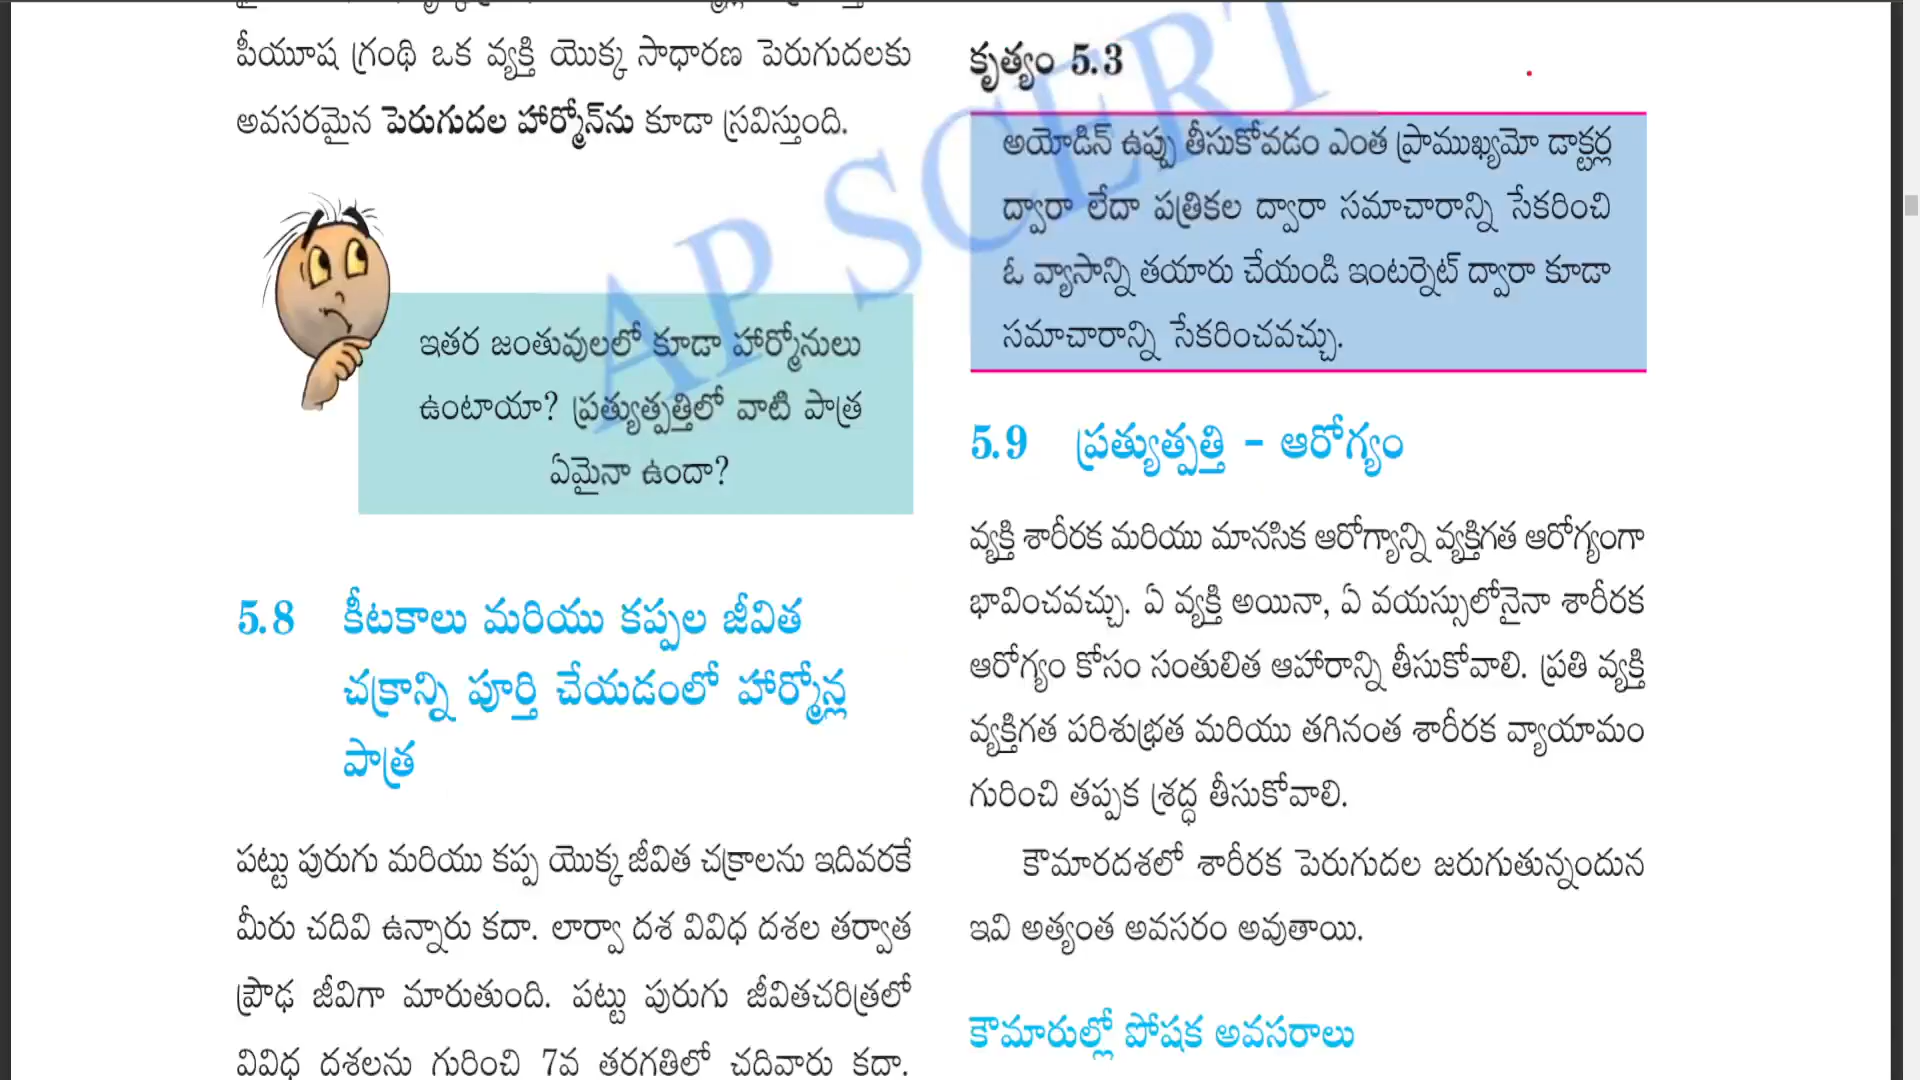 పీయూష గ్రంథి ఒక వ్యక్తి యొక్క సాధారణ పెరుగుదలకు
అవసరమైన పెరుగుదల హార్మోన్‌ను కూడా స్రవిస్తుంది.
ఇతర జంతువులలో కూడా హార్మోనులు
ఉంటాయా? ప్రత్యుత్పత్తిలో వాటి పాత్ర
ఏమైనా ఉందా?
5.8 కీటకాలు మరియు కప్పల జీవిత
చక్రాన్ని పూర్తి చేయడంలో హార్మోన్ల
పాత్ర
పట్టు పురుగు మరియు కప్ప యొక్క జీవిత చక్రాలను ఇదివరకే
మీరు చదివి ఉన్నారు కదా. లార్వా దశ వివిధ దశల తర్వాత
ప్రౌఢ జీవిగా మారుతుంది. పట్టు పురుగు జీవితచరిత్రలో
వివిధ దశలను గురించి 7వ తరగతిలో చదివారు కదా.
కృత్యం 5.3
అయోడిన్ ఉప్పు తీసుకోవడం ఎంత ప్రాముఖ్యమో డాక్టర్ల
ద్వారా లేదా పత్రికల ద్వారా సమాచారాన్ని సేకరించి
ఓ వ్యాసాన్ని తయారు చేయండి ఇంటర్నెట్ ద్వారా కూడా
సమాచారాన్ని సేకరించవచ్చు.
5.9 ప్రత్యుత్పత్తి - ఆరోగ్యం
వ్యక్తి శారీరక మరియు మానసిక ఆరోగ్యాన్ని వ్యక్తిగత ఆరోగ్యంగా
భావించవచ్చు. ఏ వ్యక్తి అయినా, ఏ వయస్సులోనైనా శారీరక
ఆరోగ్యం కోసం సంతులిత ఆహారాన్ని తీసుకోవాలి. ప్రతి వ్యక్తి
వ్యక్తిగత పరిశుభ్రత మరియు తగినంత శారీరక వ్యాయామం
గురించి తప్పక శ్రద్ధ తీసుకోవాలి.
కౌమారదశలో శారీరక పెరుగుదల జరుగుతున్నందున
ఇవి అత్యంత అవసరం అవుతాయి.
కౌమారుల్లో పోషక అవసరాలు
AP SCERT